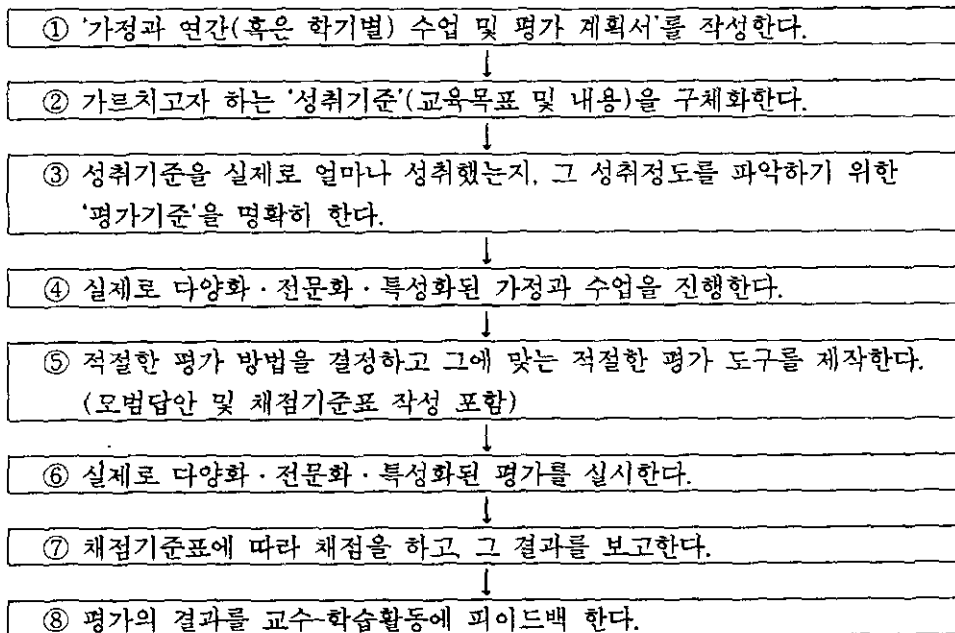 ① '가정과 연간(혹은 학기별) 수업 및 평가 계획서'를 작성한다.
↓
② 가르치고자 하는 '성취기준'(교육목표 및 내용)을 구체화한다.
↓
③ 성취기준을 실제로 얼마나 성취했는지, 그 성취정도를 파악하기 위한
'평가기준'을 명확히 한다.
↓
④ 실제로 다양화·전문화·특성화된 가정과 수업을 진행한다.
↓
⑤ 적절한 평가 방법을 결정하고 그에 맞는 적절한 평가 도구를 제작한다.
(모범답안 및 채점기준표 작성 포함)
↓
⑥ 실제로 다양화·전문화·특성화된 평가를 실시한다.
↓
⑦ 채점기준표에 따라 채점을 하고, 그 결과를 보고한다.
↓
⑧ 평가의 결과를 교수-학습활동에 피이드백 한다.